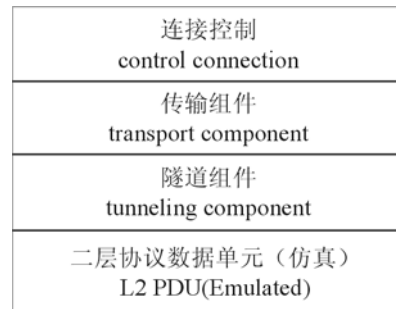 连接控制
control connection
传输组件
transport component
隧道组件
tunneling component
二层协议数据单元（仿真）
L2 PDU(Emulated)